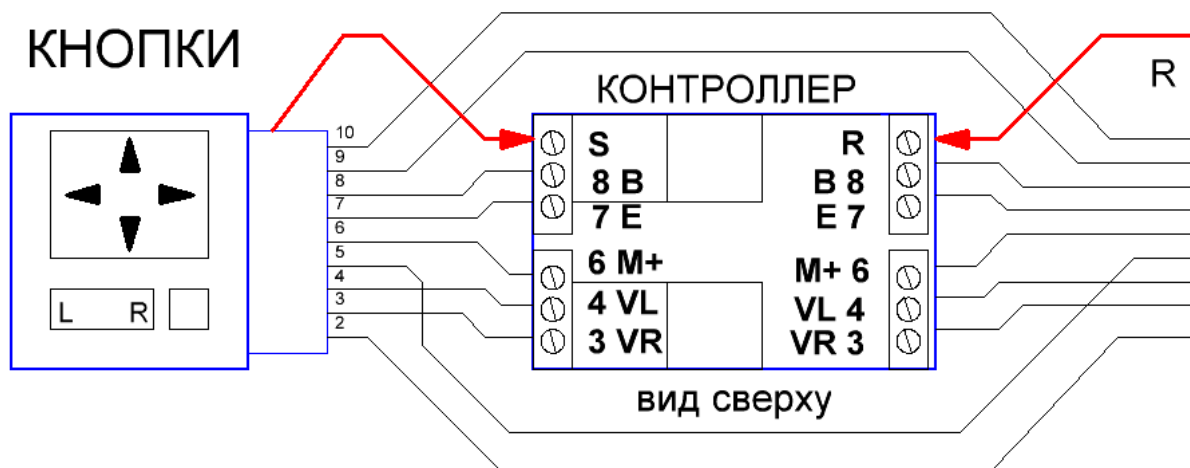 КНОПКИ
КОНТРОЛЛЕР
R
L R
10
9
8
7
6
5
4
3
2
S
8 B
7 E
6 M+
4 VL
3 VR
R
B 8
E 7
M+ 6
VL 4
VR 3
вид сверху